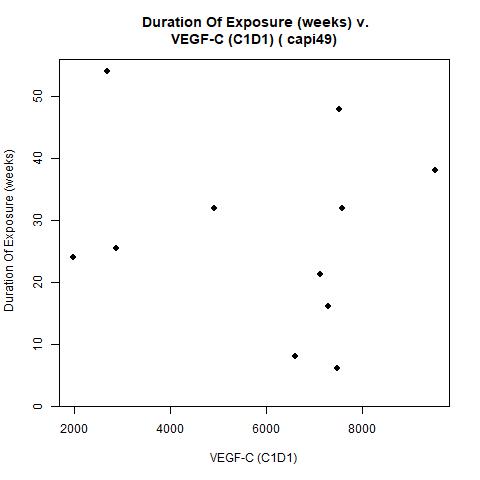 Duration Of Exposure (weeks) v.
VEGF-C (C1D1) ( capi49)
Duration Of Exposure (weeks)
50
40
30
20
10
0
2000 4000 6000 8000
VEGF-C (C1D1)